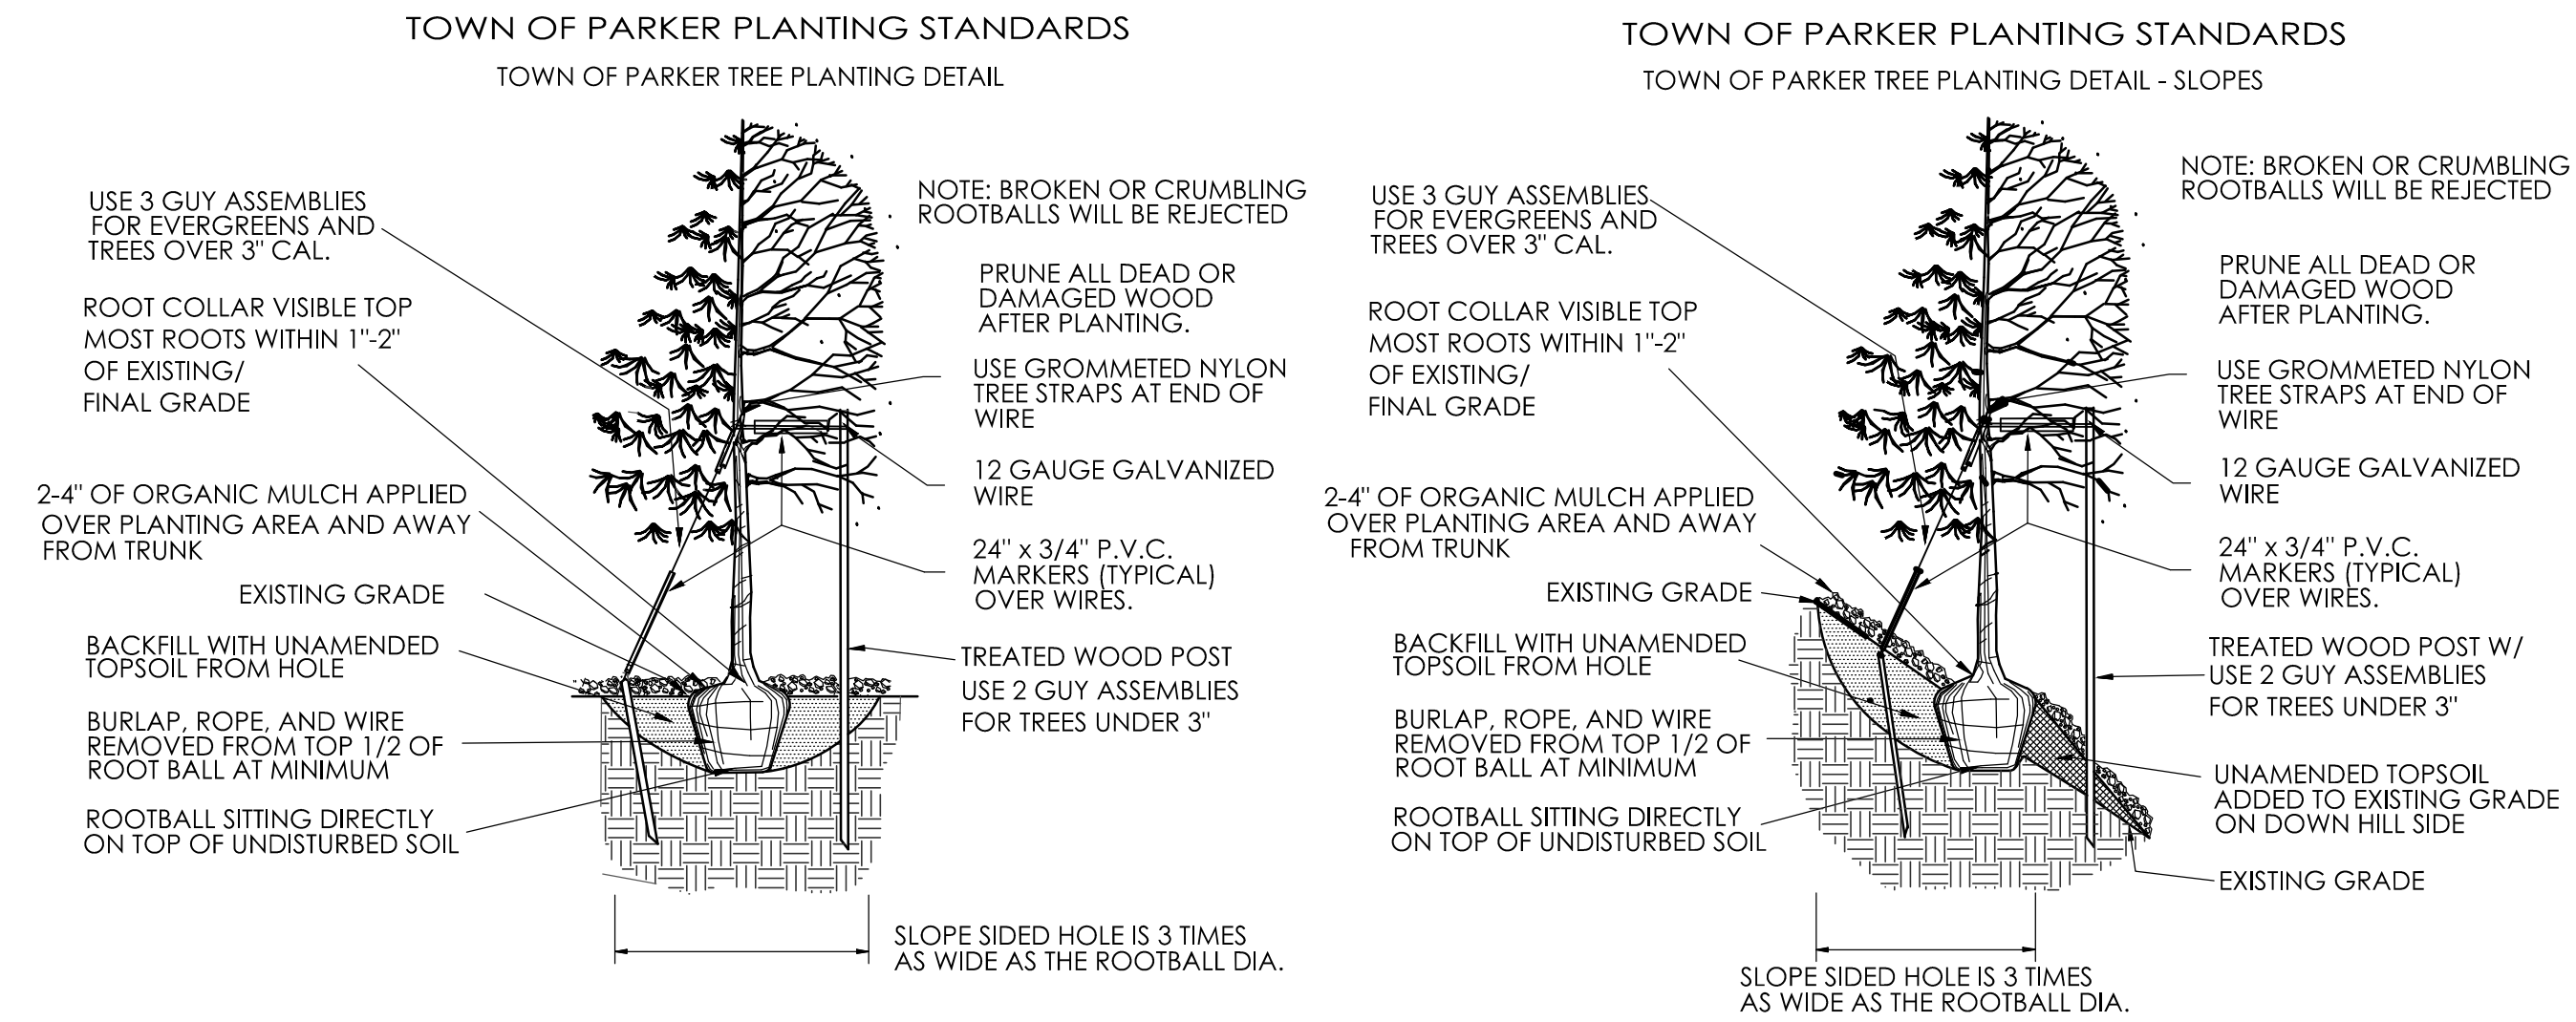 TOWN OF PARKER PLANTING STANDARDS
TOWN OF PARKER TREE PLANTING DETAIL
USE 3 GUY ASSEMBLIES
FOR EVERGREENS AND
TREES OVER 3" CAL.
ROOT COLLAR VISIBLE TOP
MOST ROOTS WITHIN 1"-2"
OF EXISTING/
FINAL GRADE
2-4" OF ORGANIC MULCH APPLIED
OVER PLANTING AREA AND AWAY
FROM TRUNK
EXISTING GRADE
BACKFILL WITH UNAMENDED
TOPSOIL FROM HOLE
BURLAP, ROPE, AND WIRE
REMOVED FROM TOP 1/2 OF
ROOT BALL AT MINIMUM
ROOTBALL SITTING DIRECTLY
ON TOP OF UNDISTURBED SOIL
NOTE: BROKEN OR CRUMBLING
ROOTBALLS WILL BE REJECTED
PRUNE ALL DEAD OR
DAMAGED WOOD
AFTER PLANTING.
USE GROMMETED NYLON
TREE STRAPS AT END OF
WIRE
12 GAUGE GALVANIZED
WIRE
24" x 3/4" P.V.C.
MARKERS (TYPICAL)
OVER WIRES.
TREATED WOOD POST
USE 2 GUY ASSEMBLIES
FOR TREES UNDER 3"
SLOPE SIDED HOLE IS 3 TIMES
AS WIDE AS THE ROOTBALL DIA.
TOWN OF PARKER PLANTING STANDARDS
TOWN OF PARKER TREE PLANTING DETAIL - SLOPES
USE 3 GUY ASSEMBLIES
FOR EVERGREENS AND
TREES OVER 3" CAL.
ROOT COLLAR VISIBLE TOP
MOST ROOTS WITHIN 1"-2"
OF EXISTING/
FINAL GRADE
2-4" OF ORGANIC MULCH APPLIED
OVER PLANTING AREA AND AWAY
FROM TRUNK
EXISTING GRADE
BACKFILL WITH UNAMENDED
TOPSOIL FROM HOLE
BURLAP, ROPE, AND WIRE
REMOVED FROM TOP 1/2 OF
ROOT BALL AT MINIMUM
ROOTBALL SITTING DIRECTLY
ON TOP OF UNDISTURBED SOIL
NOTE: BROKEN OR CRUMBLING
ROOTBALLS WILL BE REJECTED
PRUNE ALL DEAD OR
DAMAGED WOOD
AFTER PLANTING.
USE GROMMETED NYLON
TREE STRAPS AT END OF
WIRE
12 GAUGE GALVANIZED
WIRE
24" x 3/4" P.V.C.
MARKERS (TYPICAL)
OVER WIRES.
TREATED WOOD POST W/
USE 2 GUY ASSEMBLIES
FOR TREES UNDER 3"
UNAMENDED TOPSOIL
ADDED TO EXISTING GRADE
ON DOWN HILL SIDE
EXISTING GRADE
SLOPE SIDED HOLE IS 3 TIMES
AS WIDE AS THE ROOTBALL DIA.